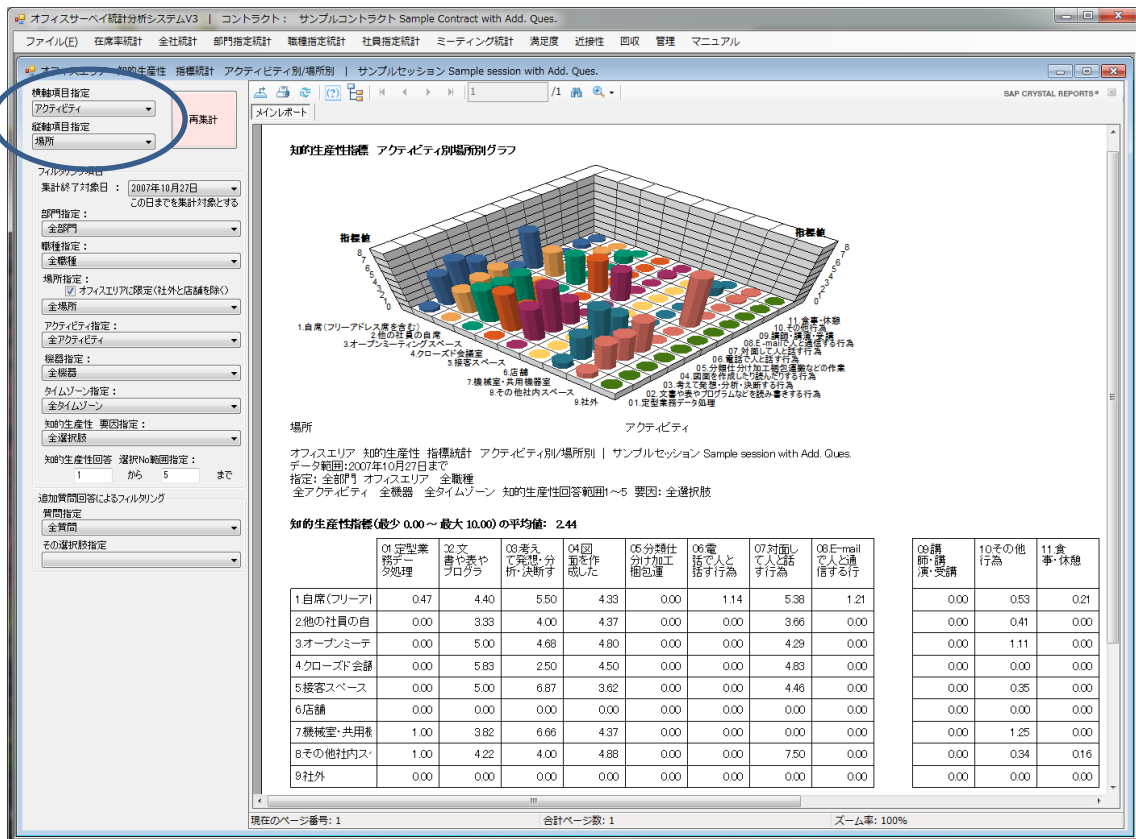 オフィスサーベイ統計分析システムV3 | コントラクト： サンプルコントラクト Sample Contract with Add. Ques.
ファイル(F) 在席率統計 全社統計 部門指定統計 職種指定統計 社員指定統計 ミーティング統計 満足度 近接性 回収 管理 マニュアル
オフィスエリア 知的生産性 指標統計 アクティビティ別/場所別 | サンプルセッション Sample session with Add. Ques.
横軸項目指定
アクティビティ
縦軸項目指定
場所
再集計
1 /1
SAP CRYSTAL REPORTS®
メインレポート
フィルタリング項目
集計終了対象日 ： 2007年10月27日
この日までを集計対象とする
部門指定：
全部門
職種指定：
全職種
場所指定：
オフィスエリアに限定(社外と店舗を除く)
全場所
アクティビティ指定：
全アクティビティ
機器指定：
全機器
タイムゾーン指定：
全タイムゾーン
知的生産性 要因指定：
全選択肢
知的生産性回答 選択No範囲指定：
1 から 5 まで
追加質問回答によるフィルタリング
質問指定
全質問
その選択肢指定
知的生産性指標 アクティビティ別場所別グラフ
指標値
8
7
6
5
4
3
2
1
0
指標値
8
7
6
5
4
3
2
1
0
1.自席(フリーアドレス席を含む)
2.他の社員の自席
3.オープンミーティングスペース
4.クローズド会議室
5.接客スペース
6.店舗
7.機械室・共用機器室
8.その他社内スペース
9.社外
11.食事・休憩
10.その他行為
09.講師・講演・受講
08.E-mailで人と通信する行為
07.対面して人と話す行為
06.電話で人と話す行為
05.分類仕分け加工梱包運搬などの作業
04.図面を作成したり読んだりする行為
03.考えて発想・分析・決断する行為
02.文書や表やプログラムなどを読み書きする行為
01.定型業務データ処理
場所 アクティビティ
オフィスエリア 知的生産性 指標統計 アクティビティ別/場所別 | サンプルセッション Sample session with Add. Ques.
データ範囲:2007年10月27日まで
指定: 全部門 オフィスエリア 全職種
全アクティビティ 全機器 全タイムゾーン 知的生産性回答範囲1～5 要因: 全選択肢
知的生産性指標(最少 0.00 ～ 最大 10.00) の平均値: 2.44
01.定型業務データ処理 02.文書や表やプログラ 03.考えて発想・分析・決断す 04.図面を作成した 05.分類仕分け加工梱包運 06.電話で人と話す行為 07.対面して人と話す行為 08.E-mailで人と通信する行 09.講師・講演・受講 10.その他行為 11.食事・休憩
1.自席(フリーアド 0.47 4.40 5.50 4.33 0.00 1.14 5.38 1.21 0.00 0.53 0.21
2.他の社員の自 0.00 3.33 4.00 4.37 0.00 0.00 3.66 0.00 0.00 0.41 0.00
3.オープンミーテ 0.00 5.00 4.68 4.80 0.00 0.00 4.29 0.00 0.00 1.11 0.00
4.クローズド会議 0.00 5.83 2.50 4.50 0.00 0.00 4.83 0.00 0.00 0.00 0.00
5.接客スペース 0.00 5.00 6.87 3.62 0.00 0.00 4.46 0.00 0.00 0.35 0.00
6.店舗 0.00 0.00 0.00 0.00 0.00 0.00 0.00 0.00 0.00 0.00 0.00
7.機械室・共用機 1.00 3.82 6.66 4.37 0.00 0.00 0.00 0.00 0.00 1.25 0.00
8.その他社内ス 1.00 4.22 4.00 4.88 0.00 0.00 7.50 0.00 0.00 0.34 0.16
9.社外 0.00 0.00 0.00 0.00 0.00 0.00 0.00 0.00 0.00 0.00 0.00
現在のページ番号: 1 合計ページ数: 1 ズーム率: 100%